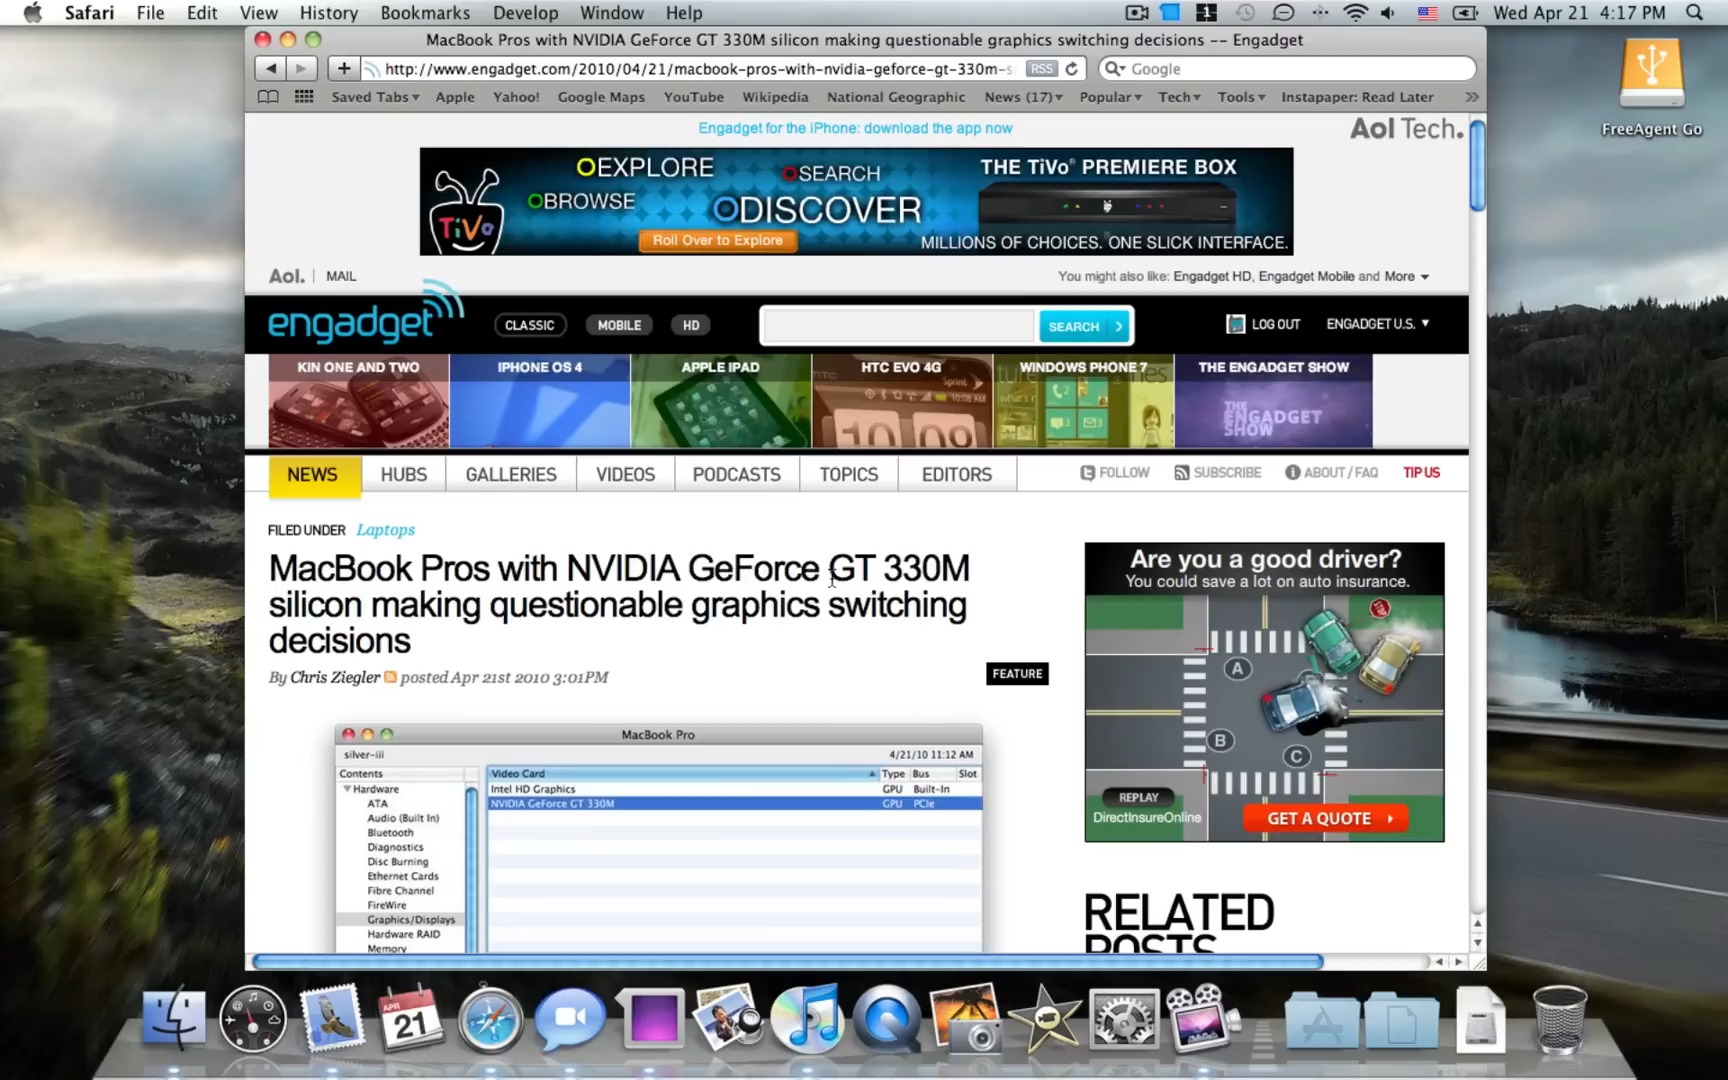 Safari File Edit View History Bookmarks Develop Window Help 1 Wed Apr 21 4:17 PM
MacBook Pros with NVIDIA GeForce GT 330M silicon making questionable graphics switching decisions -- Engadget
http://www.engadget.com/2010/04/21/macbook-pros-with-nvidia-geforce-gt-330m-s RSS Google
Saved Tabs Apple Yahoo! Google Maps YouTube Wikipedia National Geographic News (17) Popular Tech Tools Instapaper: Read Later
FreeAgent Go
Engadget for the iPhone: download the app now
Aol Tech.
EXPLORE SEARCH
BROWSE DISCOVER
TiVo
Roll Over to Explore
THE TiVo® PREMIERE BOX
MILLIONS OF CHOICES. ONE SLICK INTERFACE.
Aol. MAIL
You might also like: Engadget HD, Engadget Mobile and More
engadget CLASSIC MOBILE HD SEARCH LOG OUT ENGADGET U.S.
KIN ONE AND TWO IPHONE OS 4 APPLE IPAD HTC EVO 4G WINDOWS PHONE 7 THE ENGADGET SHOW
Sprint
10:08 AM
THE
ENGADGET
SHOW
NEWS HUBS GALLERIES VIDEOS PODCASTS TOPICS EDITORS FOLLOW SUBSCRIBE ABOUT / FAQ TIP US
FILED UNDER Laptops
MacBook Pros with NVIDIA GeForce GT 330M
silicon making questionable graphics switching
decisions
By Chris Ziegler posted Apr 21st 2010 3:01PM
FEATURE
MacBook Pro
silver-iii 4/21/10 11:12 AM
Contents Video Card Type Bus Slot
Hardware Intel HD Graphics GPU Built-In
ATA NVIDIA GeForce GT 330M GPU PCIe
Audio (Built In)
Bluetooth
Diagnostics
Disc Burning
Ethernet Cards
Fibre Channel
FireWire
Graphics/Displays
Hardware RAID
Memory
Are you a good driver?
You could save a lot on auto insurance.
STOP
A
B
C
REPLAY
DirectInsureOnline
GET A QUOTE
RELATED
POSTS
APR
21